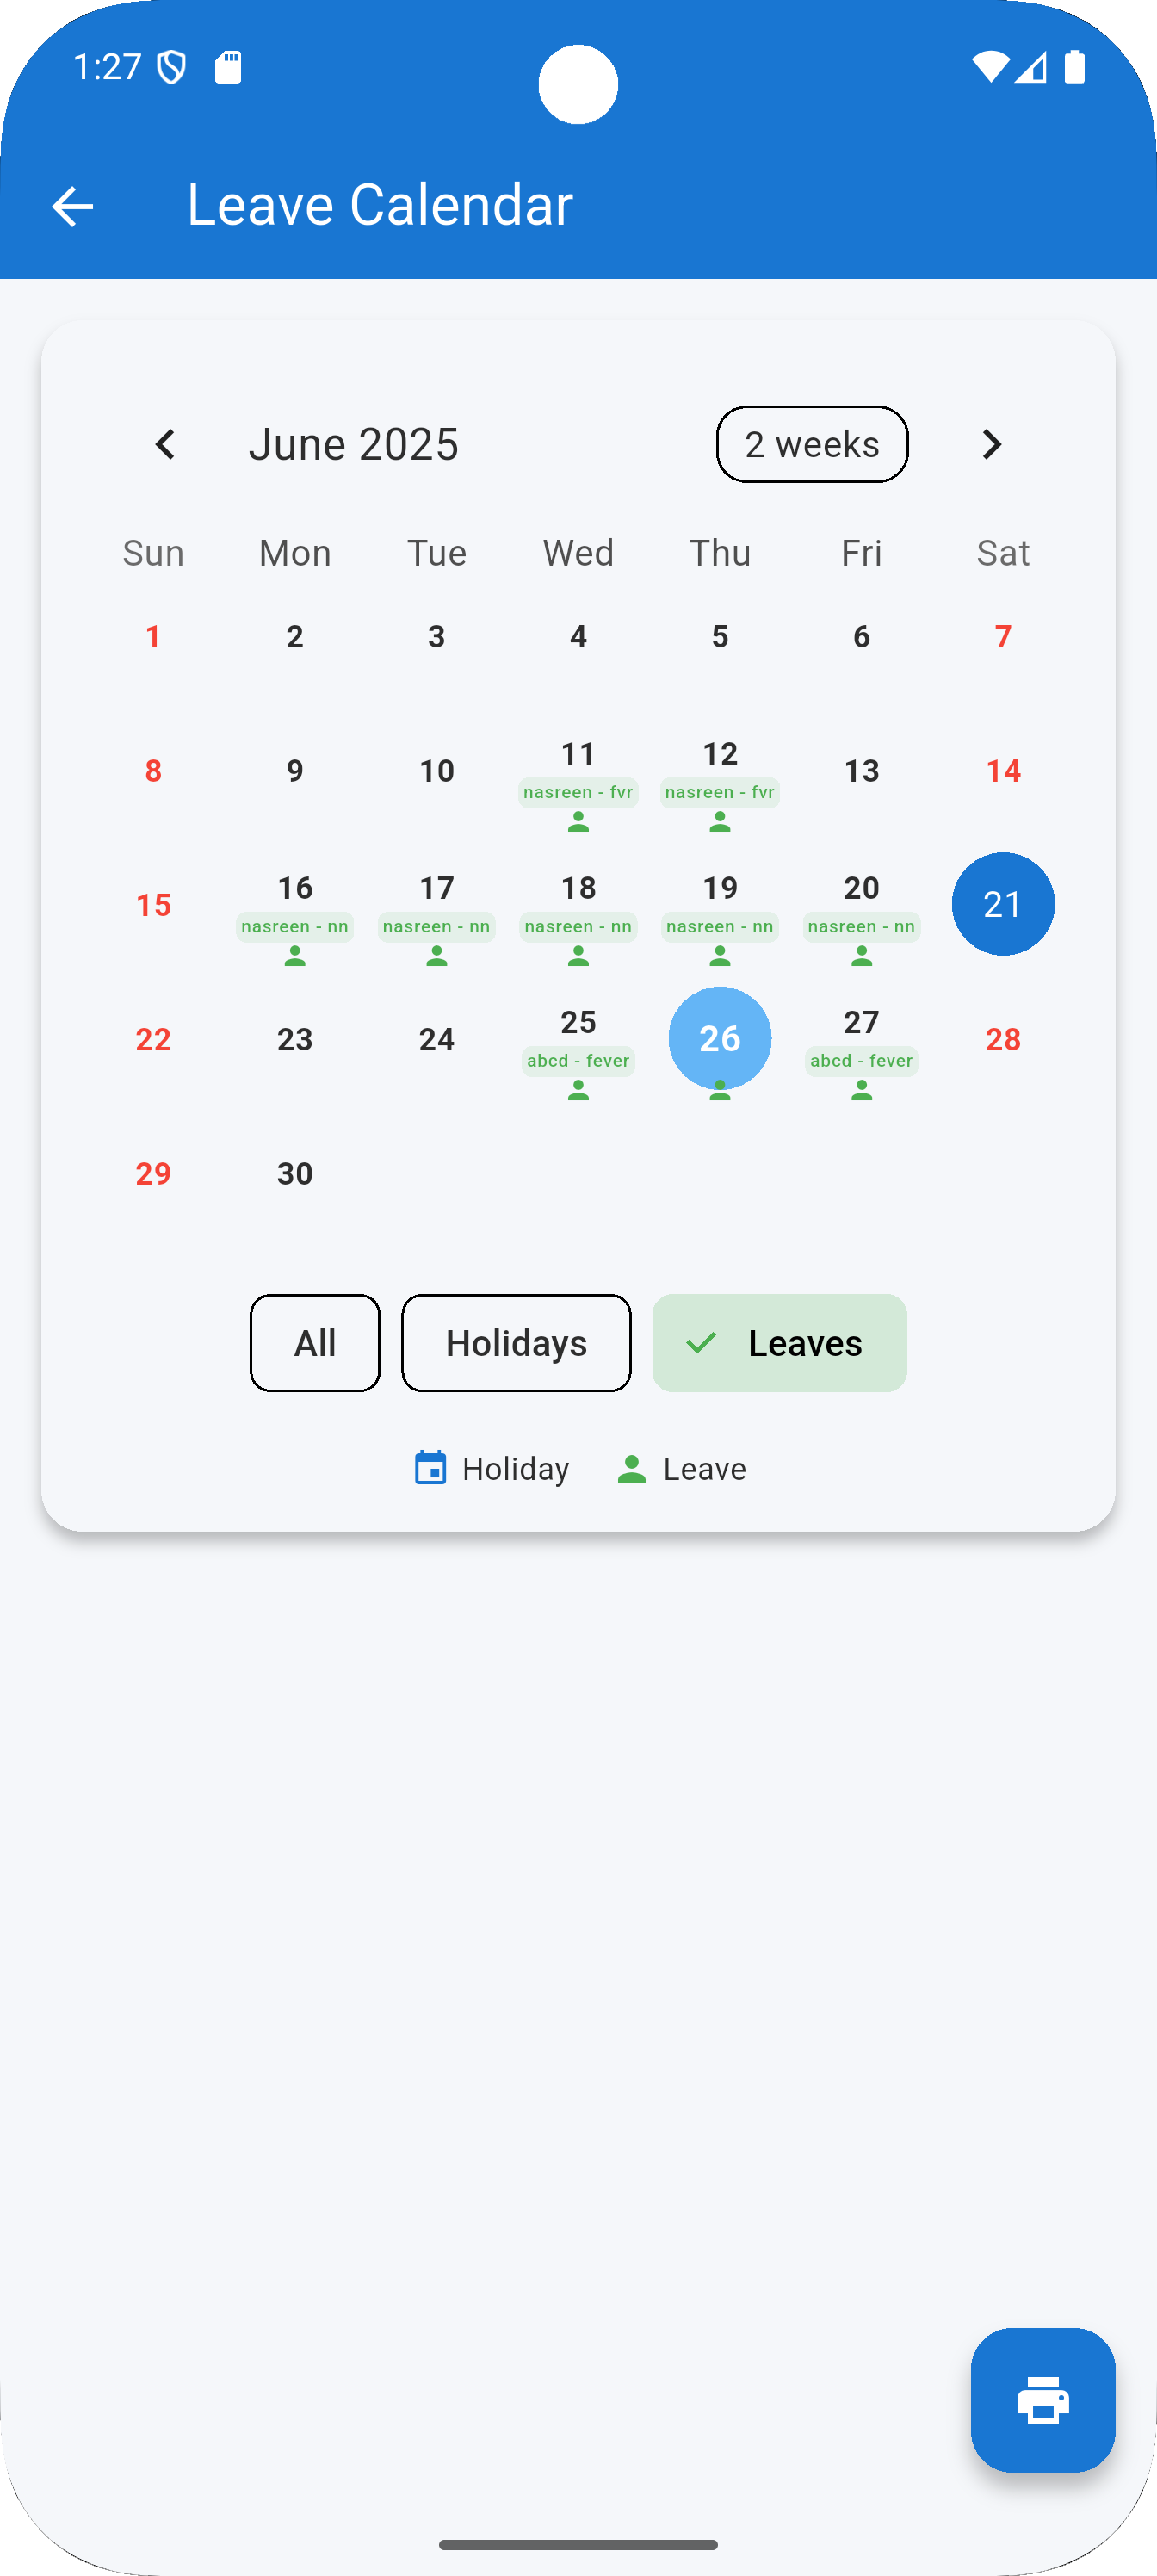 1:27
Leave Calendar
June 2025 2 weeks
Sun Mon Tue Wed Thu Fri Sat
1 2 3 4 5 6 7
8 9 10 11 12 13 14
nasreen - fvr nasreen - fvr
15 16 17 18 19 20 21
nasreen - nn nasreen - nn nasreen - nn nasreen - nn nasreen - nn
22 23 24 25 26 27 28
abcd - fever abcd - fever
29 30
All Holidays Leaves
Holiday Leave